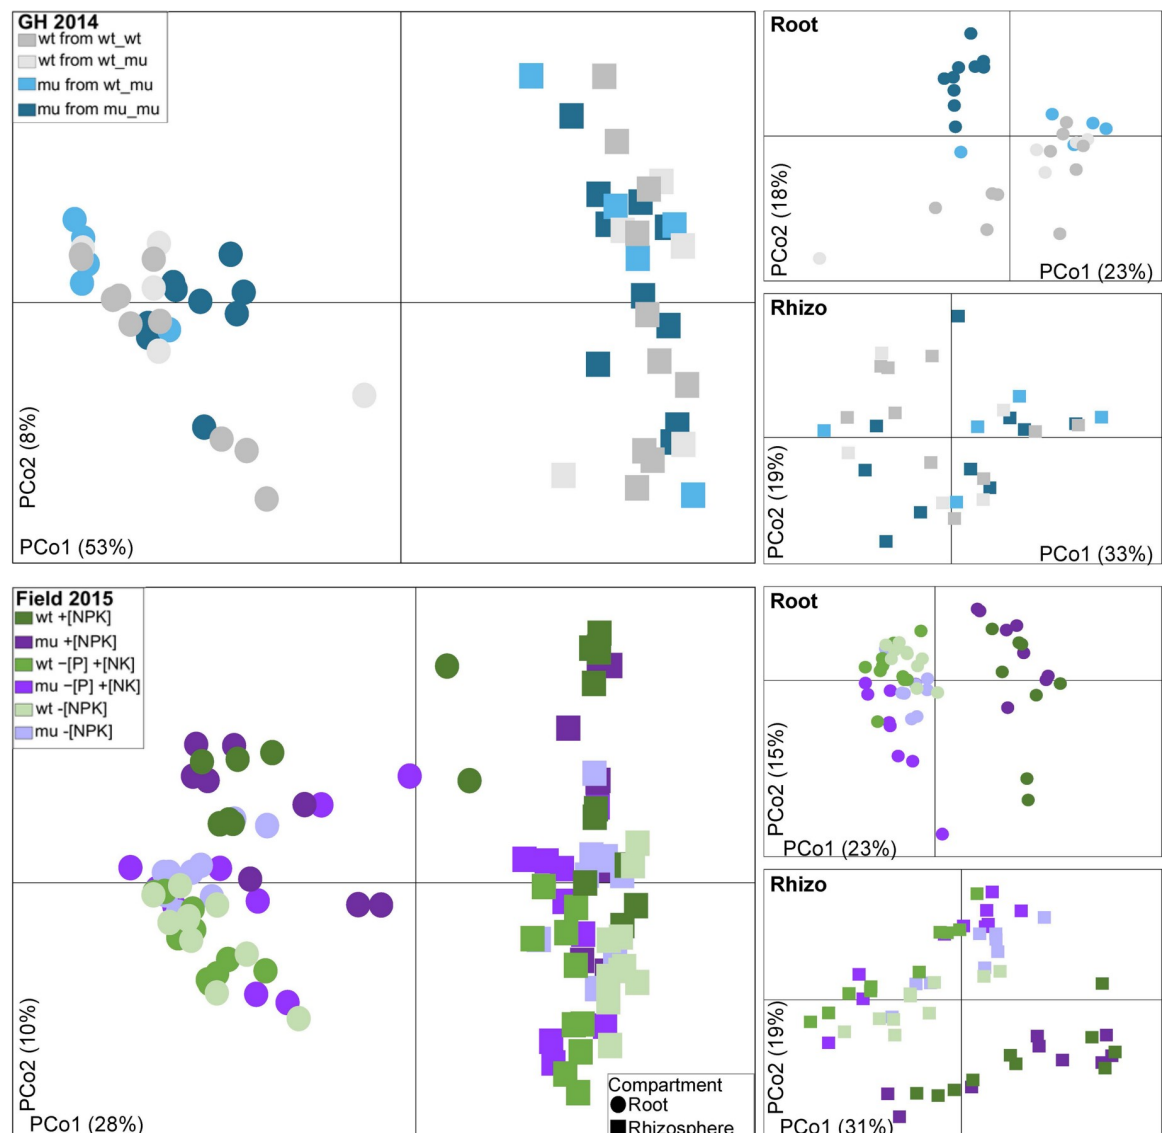 GH 2014
wt from wt_wt
wt from wt_mu
mu from wt_mu
mu from mu_mu
PCo2 (8%)
PCo1 (53%)
Root
PCo2 (18%)
PCo1 (23%)
Rhizo
PCo2 (19%)
PCo1 (33%)
Field 2015
wt +[NPK]
mu +[NPK]
wt −[P] +[NK]
mu −[P] +[NK]
wt -[NPK]
mu -[NPK]
PCo2 (10%)
PCo1 (28%)
Compartment
Root
Rhizosphere
Root
PCo2 (15%)
PCo1 (23%)
Rhizo
PCo2 (19%)
PCo1 (31%)